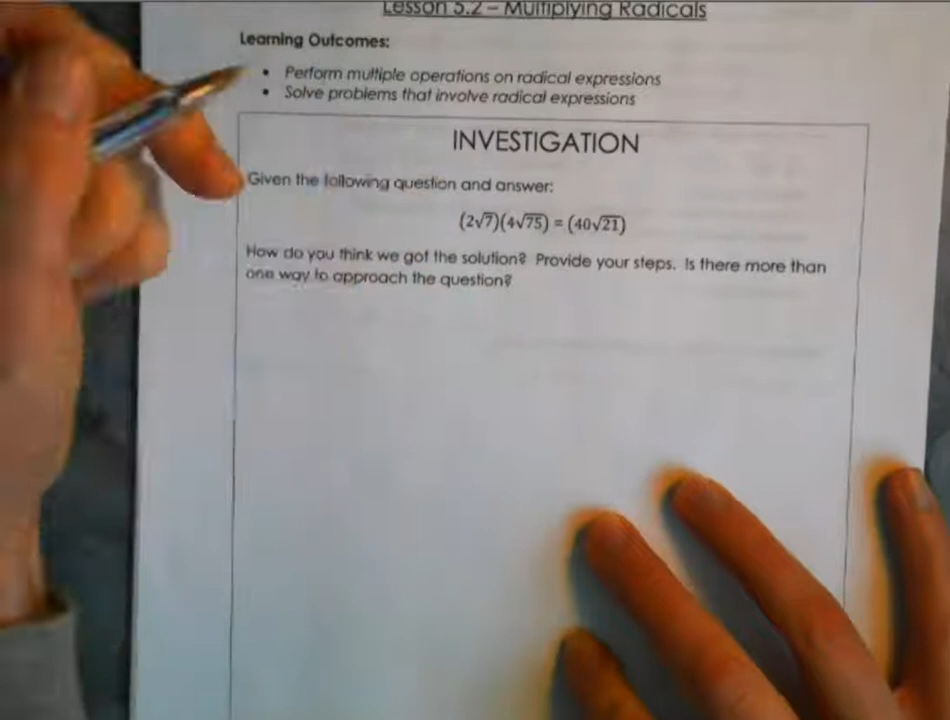 Lesson 5.2 – Multiplying Radicals
Learning Outcomes:
• Perform multiple operations on radical expressions
• Solve problems that involve radical expressions
INVESTIGATION
Given the following question and answer:
(2√7)(4√75) = (40√21)
How do you think we got the solution? Provide your steps. Is there more than
one way to approach the question?